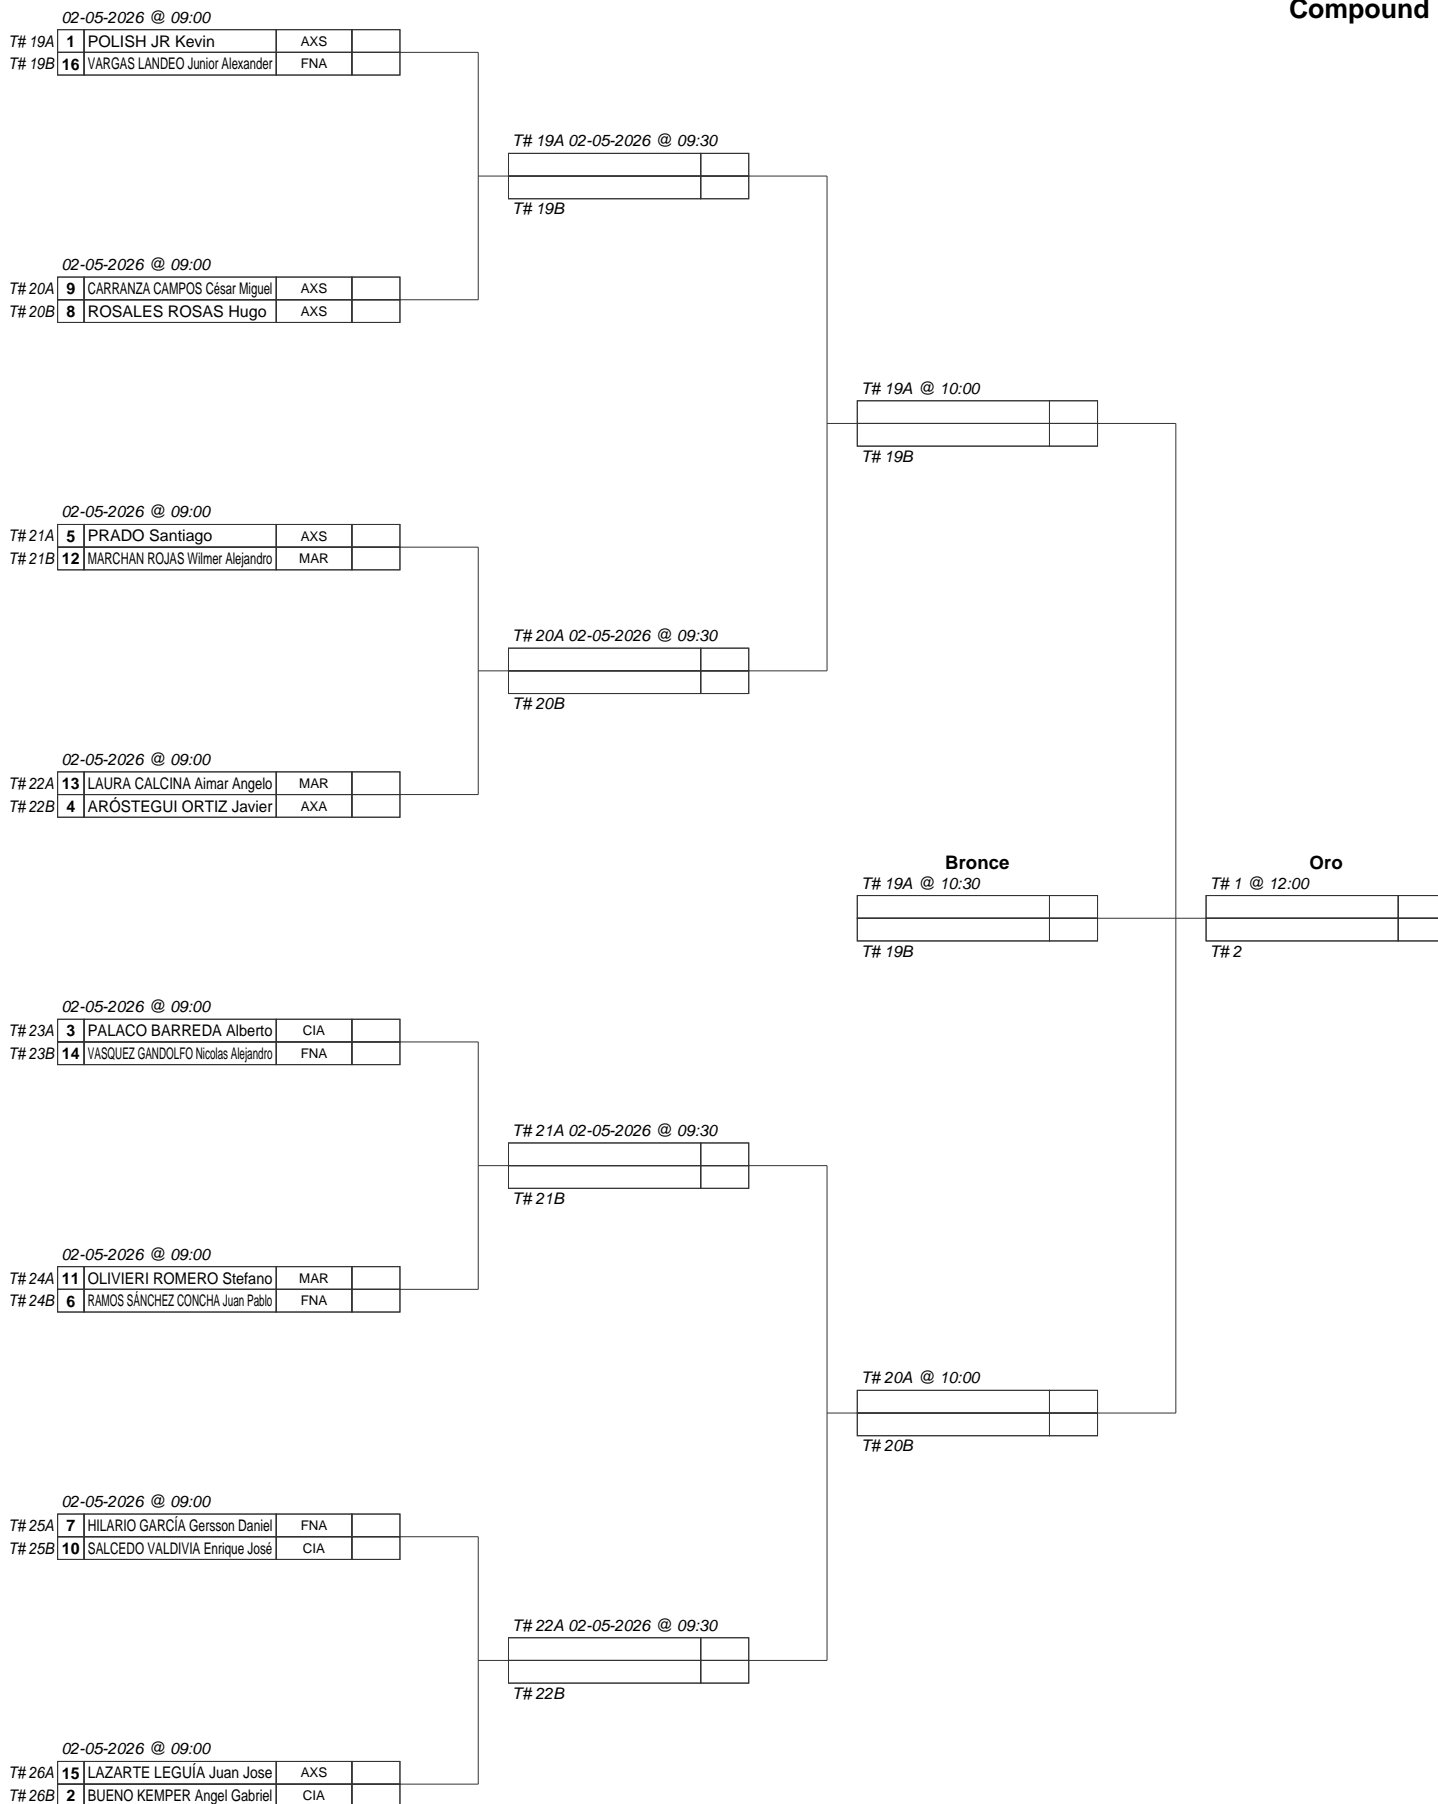 Compound
02-05-2026 @ 09:00
T# 19A 1 POLISH JR Kevin AXS
T# 19B 16 VARGAS LANDEO Junior Alexander FNA
T# 19A 02-05-2026 @ 09:30
T# 19B
02-05-2026 @ 09:00
T# 20A 9 CARRANZA CAMPOS César Miguel AXS
T# 20B 8 ROSALES ROSAS Hugo AXS
T# 19A @ 10:00
T# 19B
02-05-2026 @ 09:00
T# 21A 5 PRADO Santiago AXS
T# 21B 12 MARCHAN ROJAS Wilmer Alejandro MAR
T# 20A 02-05-2026 @ 09:30
T# 20B
02-05-2026 @ 09:00
T# 22A 13 LAURA CALCINA Aimar Angelo MAR
T# 22B 4 ARÓSTEGUI ORTIZ Javier AXA
Bronce Oro
T# 19A @ 10:30 T# 1 @ 12:00
T# 19B T# 2
02-05-2026 @ 09:00
T# 23A 3 PALACO BARREDA Alberto CIA
T# 23B 14 VASQUEZ GANDOLFO Nicolas Alejandro FNA
T# 21A 02-05-2026 @ 09:30
T# 21B
02-05-2026 @ 09:00
T# 24A 11 OLIVIERI ROMERO Stefano MAR
T# 24B 6 RAMOS SÁNCHEZ CONCHA Juan Pablo FNA
T# 20A @ 10:00
T# 20B
02-05-2026 @ 09:00
T# 25A 7 HILARIO GARCÍA Gersson Daniel FNA
T# 25B 10 SALCEDO VALDIVIA Enrique José CIA
T# 22A 02-05-2026 @ 09:30
T# 22B
02-05-2026 @ 09:00
T# 26A 15 LAZARTE LEGUÍA Juan Jose AXS
T# 26B 2 BUENO KEMPER Angel Gabriel CIA